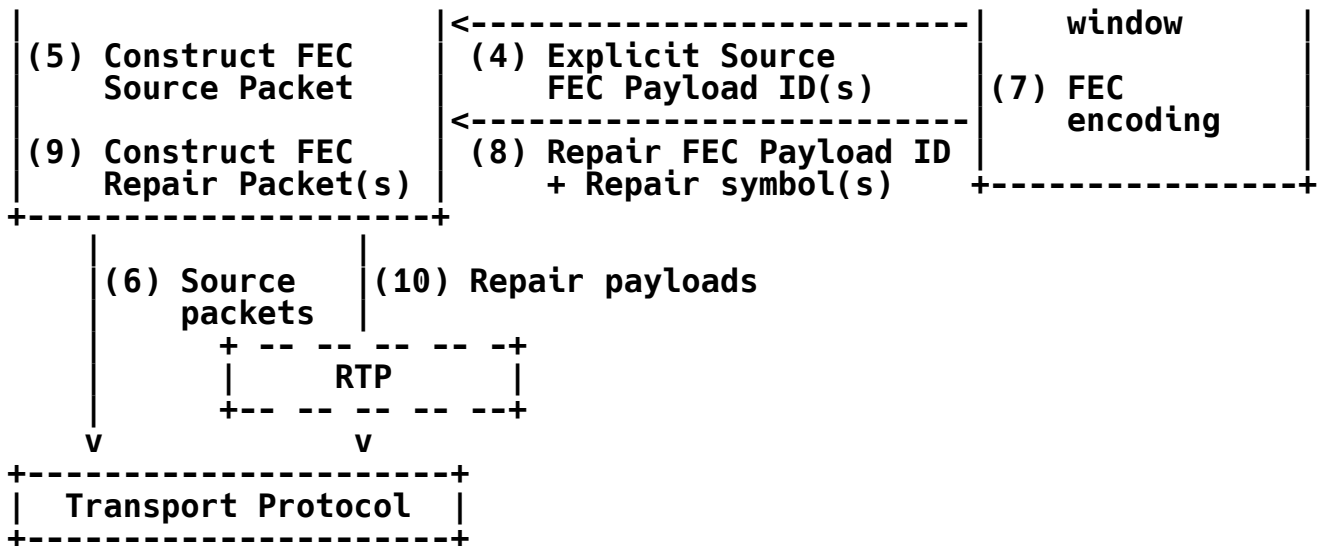 |                      |<--------------------------|    window      |
|(5) Construct FEC     | (4) Explicit Source       |                |
|    Source Packet     |     FEC Payload ID(s)     |(7) FEC         |
|                      |<--------------------------|    encoding    |
|(9) Construct FEC     | (8) Repair FEC Payload ID |                |
|    Repair Packet(s)  |     + Repair symbol(s)    +----------------+
+----------------------+
    |             |
    |(6) Source   |(10) Repair payloads
    |    packets  |
    |      + -- -- -- -- -+
    |      |     RTP      |
    |      +-- -- -- -- --+
    v             v
+----------------------+
|  Transport Protocol  |
+----------------------+